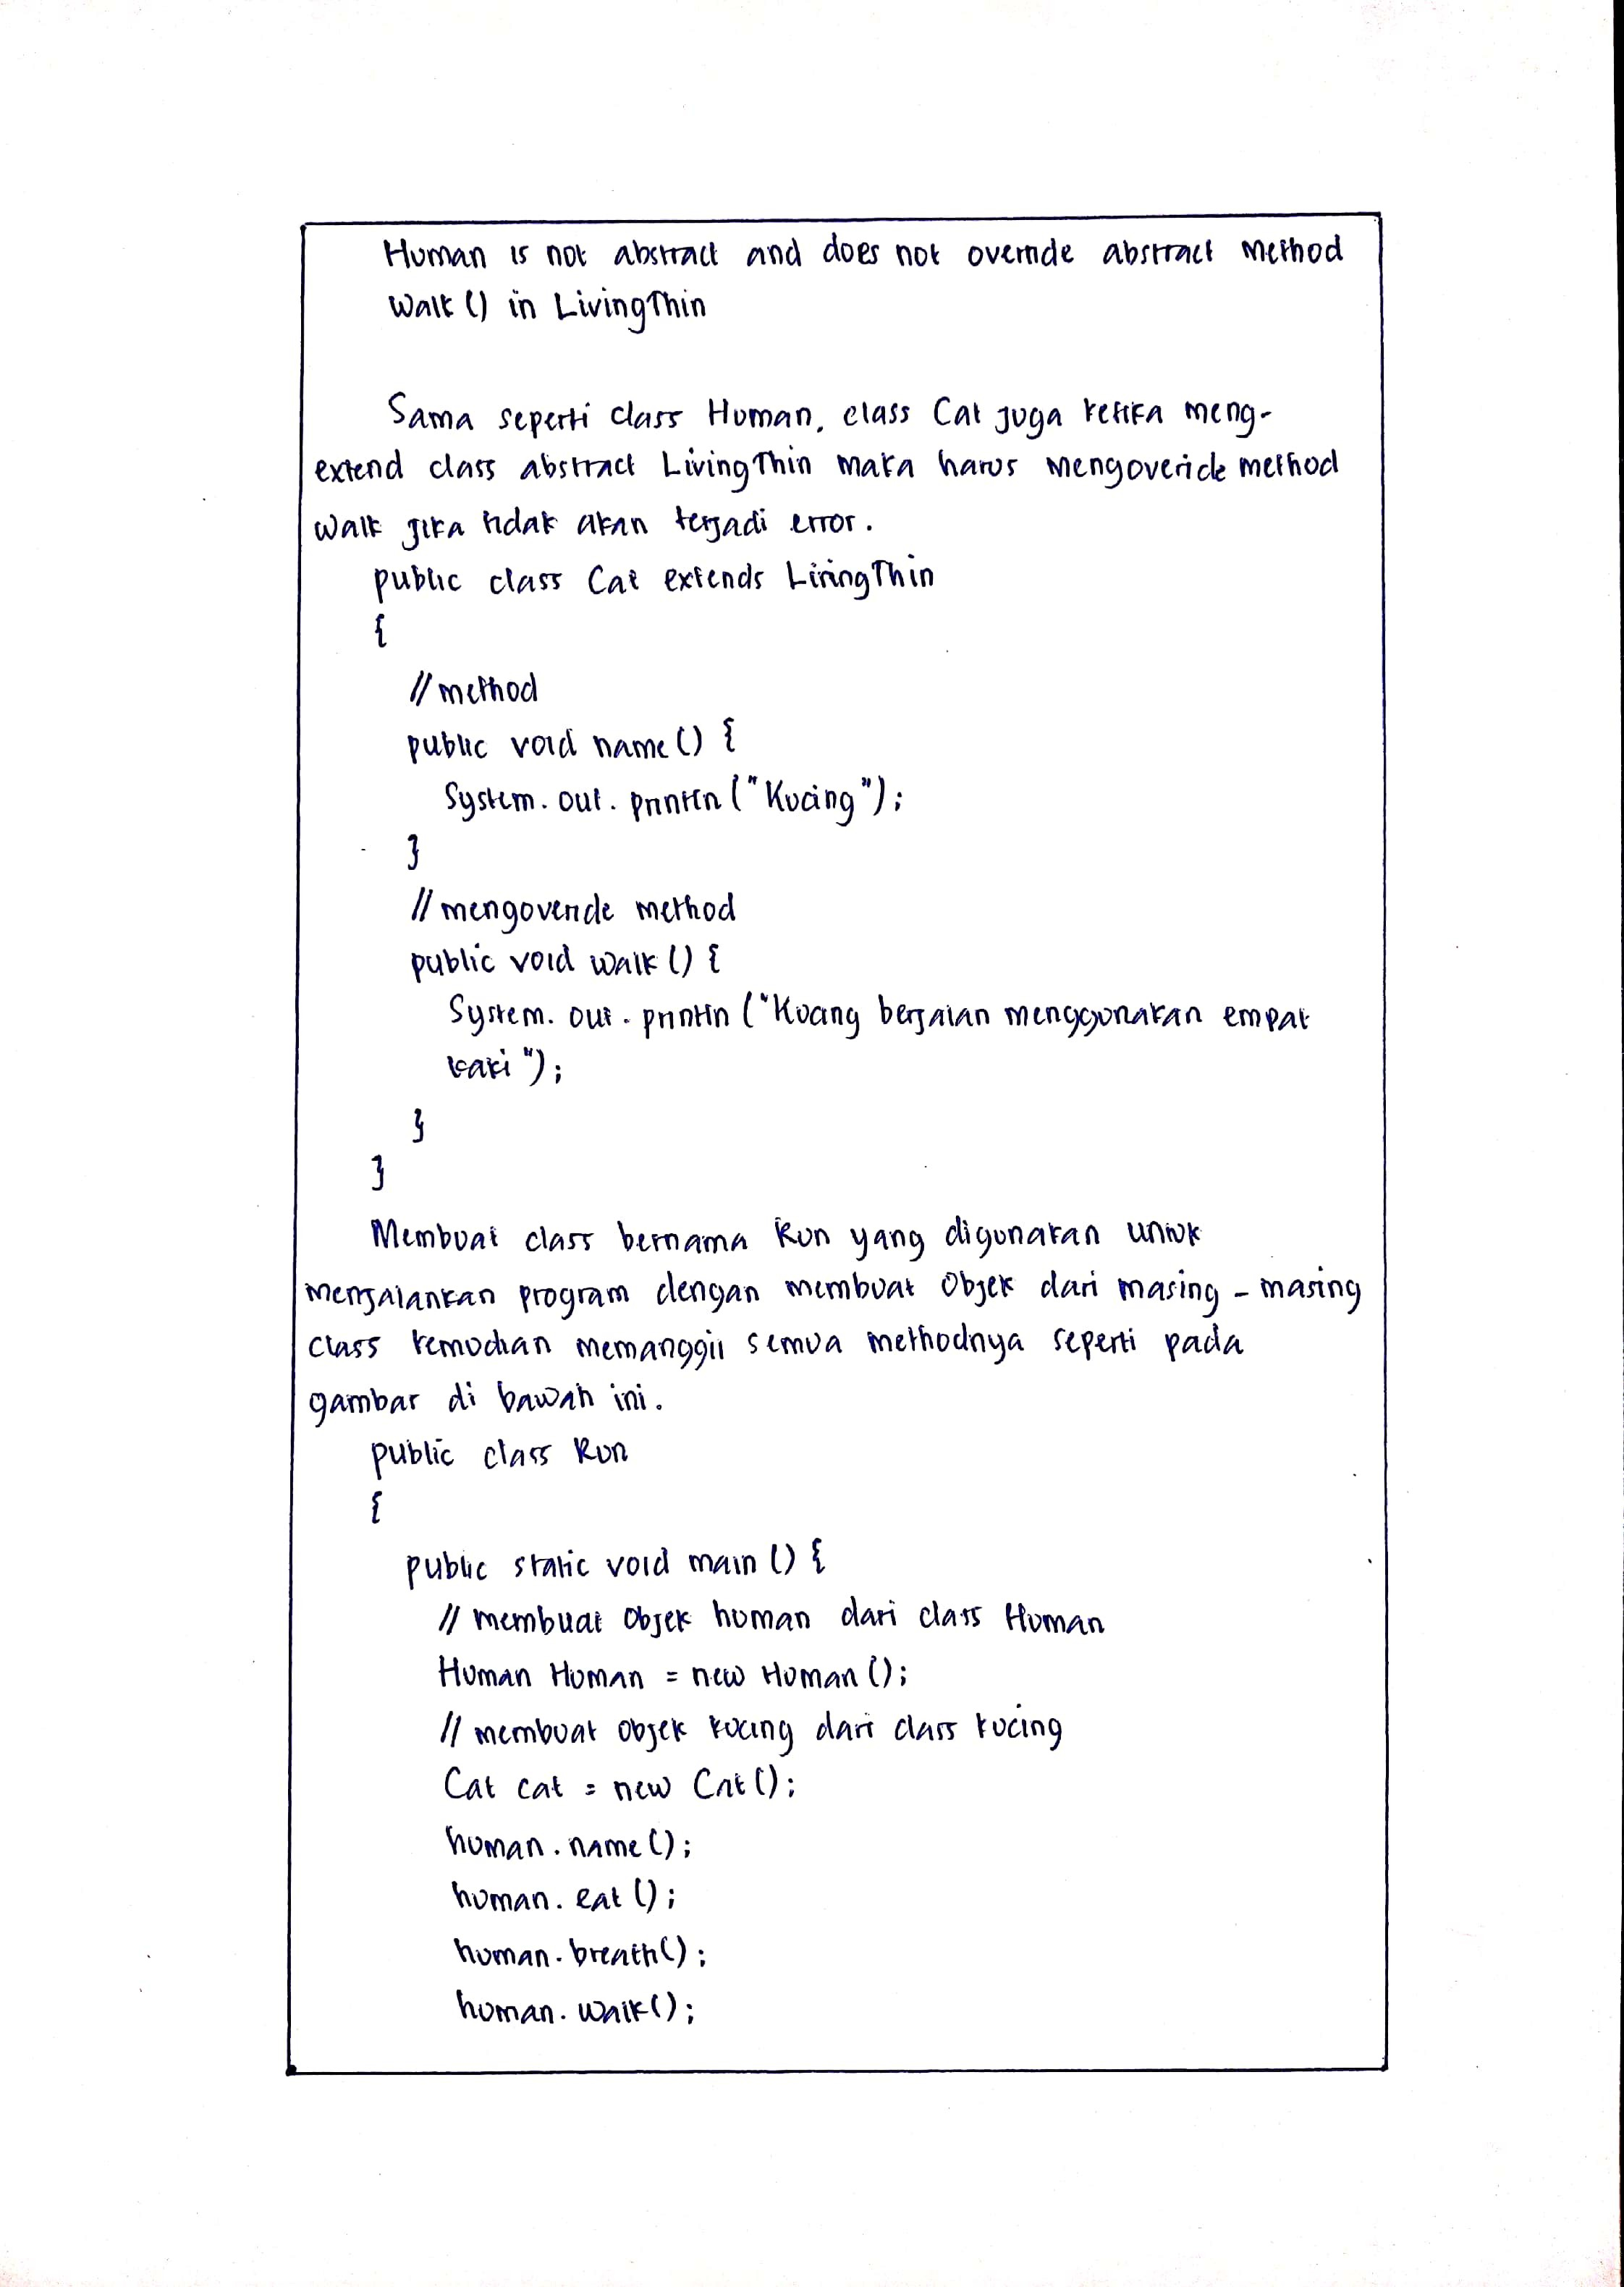 Human is not abstract and does not override abstract method
walk () in LivingThin
Sama seperti class Human, class Cat juga ketika meng-
extend class abstract LivingThin maka harus mengoveride method
walk jika tidak akan terjadi error.
public class Cat extends LivingThin
{
// method
public void name () {
System. out. println ("Kucing");
}
// mengoveride method
public void walk () {
System. out. println ("Kucing berjalan menggunakan empat
kaki");
}
}
Membuat class bernama Run yang digunakan untuk
menjalankan program dengan membuat Objek dari masing - masing
class kemudian memanggil semua methodnya seperti pada
gambar di bawah ini.
public class Run
{
public static void main () {
// membuat objek human dari class Human
Human Human = new Human ();
// membuat objek kucing dari class kucing
Cat cat = new Cat ();
human. name ();
human. eat ();
human. breath();
human. walk();